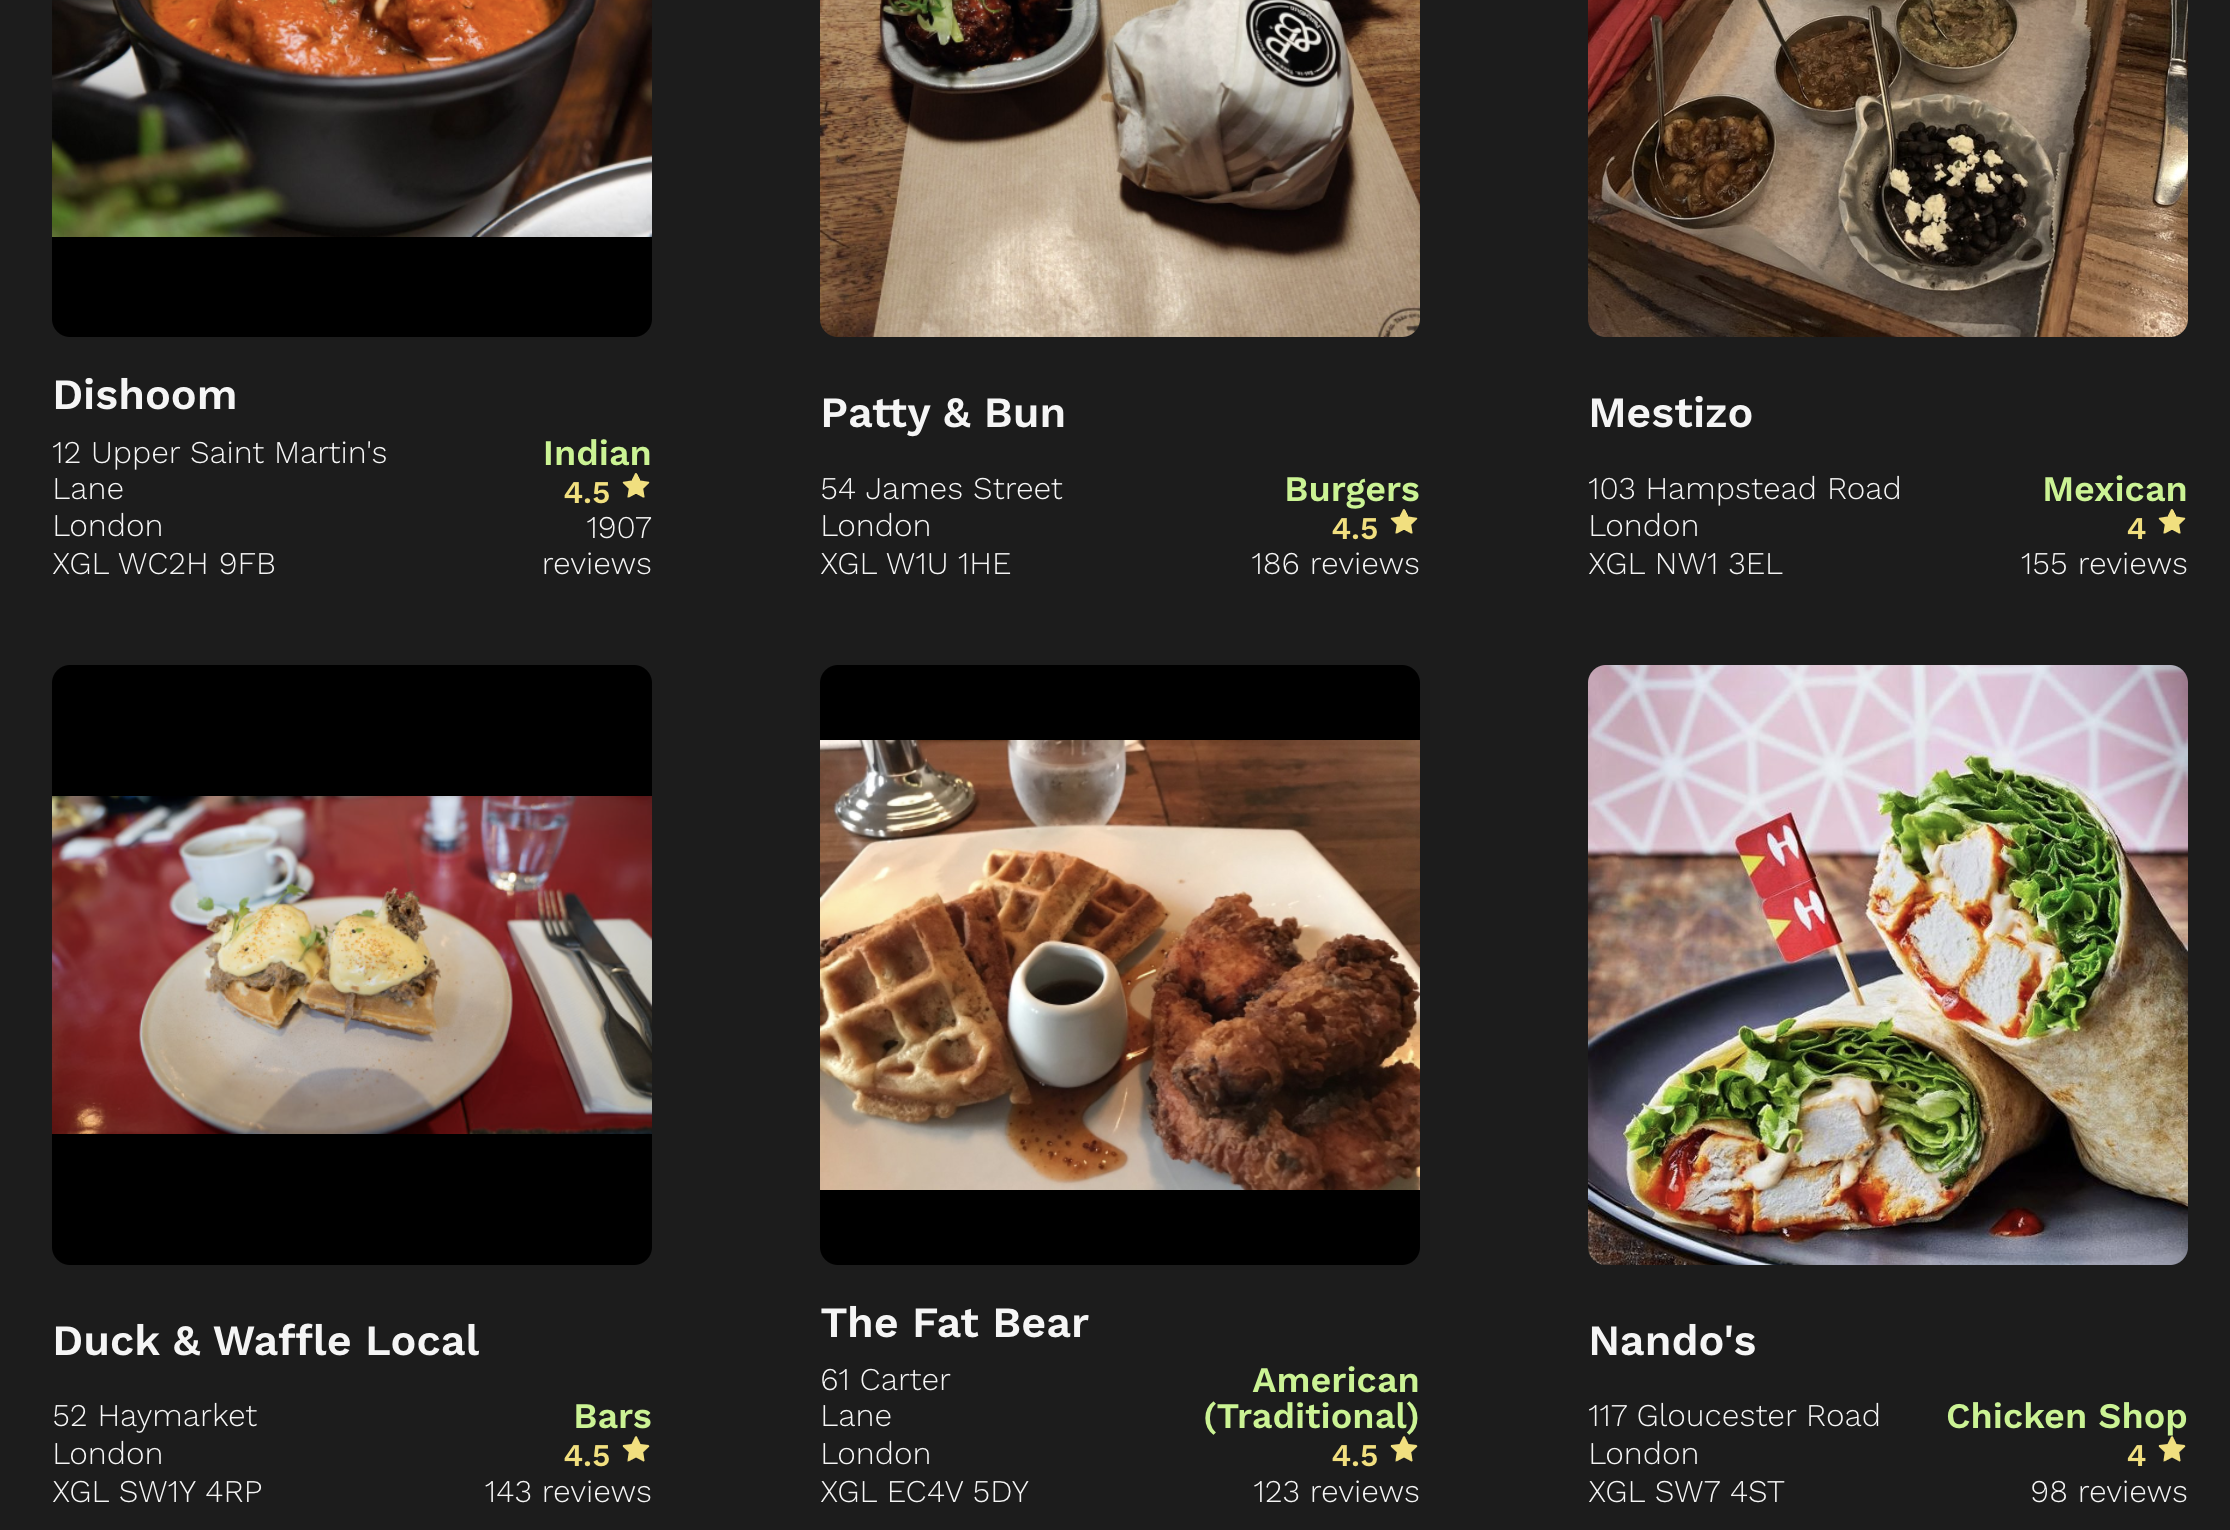 Dishoom
12 Upper Saint Martin's
Lane
London
XGL WC2H 9FB
Indian
4.5
1907
reviews
Patty & Bun
54 James Street
London
XGL W1U 1HE
Burgers
4.5
186 reviews
Mestizo
103 Hampstead Road
London
XGL NW1 3EL
Mexican
4
155 reviews
Duck & Waffle Local
52 Haymarket
London
XGL SW1Y 4RP
Bars
4.5
143 reviews
The Fat Bear
61 Carter
Lane
London
XGL EC4V 5DY
American
(Traditional)
4.5
123 reviews
H
H
Nando's
117 Gloucester Road
London
XGL SW7 4ST
Chicken Shop
4
98 reviews